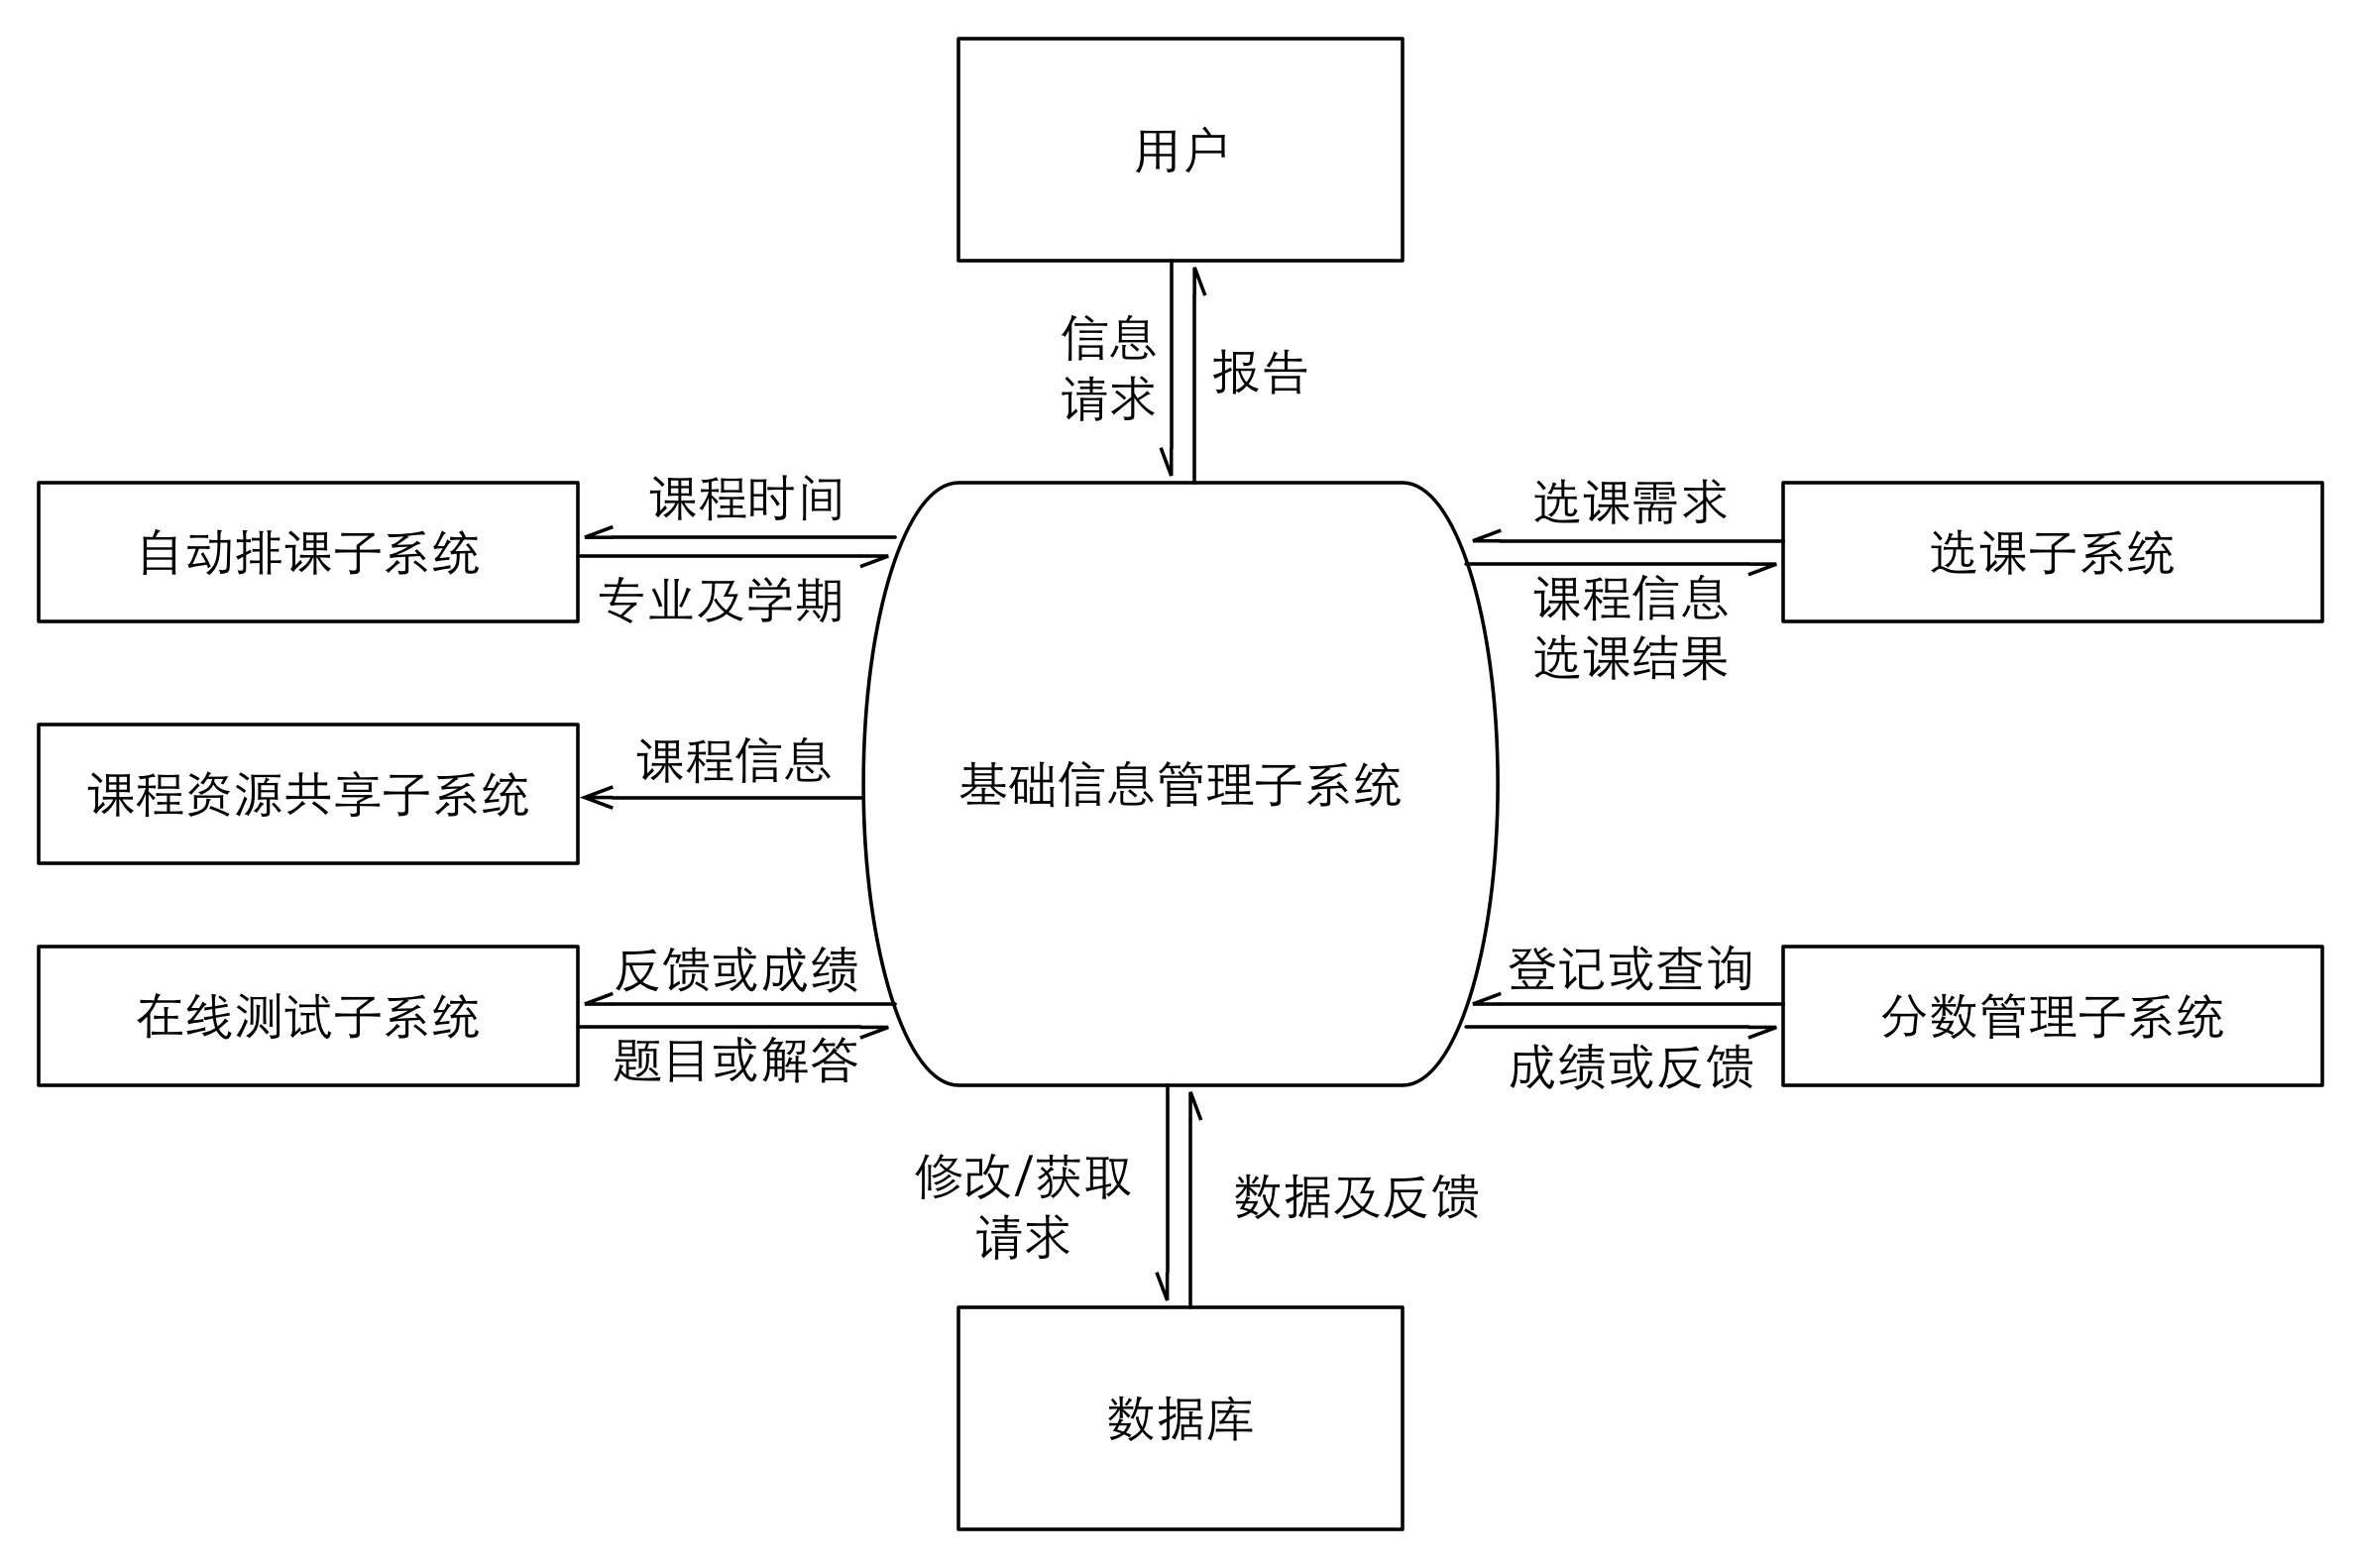 用户
信息
请求
报告
课程时间
自动排课子系统
专业及学期
选课需求
选课子系统
课程信息
选课结果
课程信息
课程资源共享子系统
基础信息管理子系统
反馈或成绩
在线测试子系统
题目或解答
登记或查询
分数管理子系统
成绩或反馈
修改/获取
请求
数据及反馈
数据库